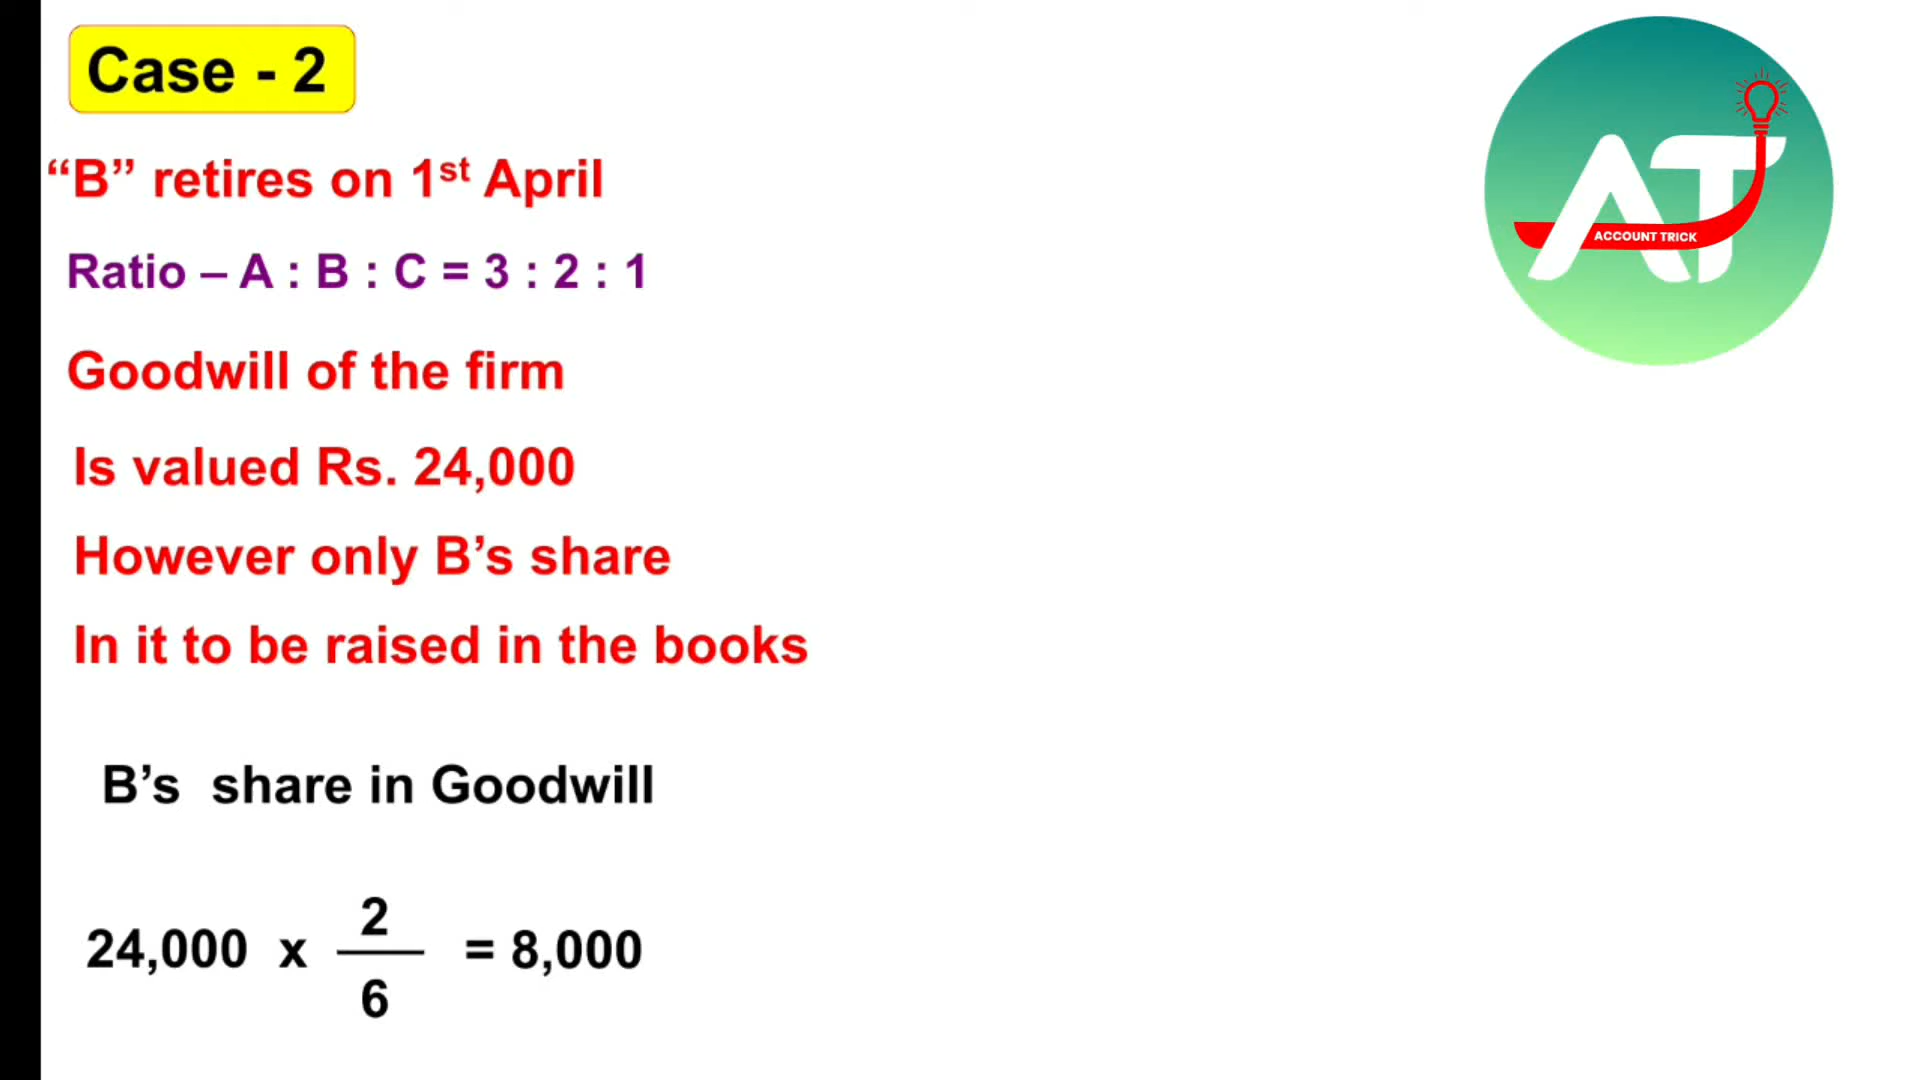 Case - 2
“B” retires on 1st April
Ratio – A : B : C = 3 : 2 : 1
Goodwill of the firm
Is valued Rs. 24,000
However only B’s share
In it to be raised in the books
B’s share in Goodwill
24,000 x 2/6 = 8,000
AT
ACCOUNT TRICK